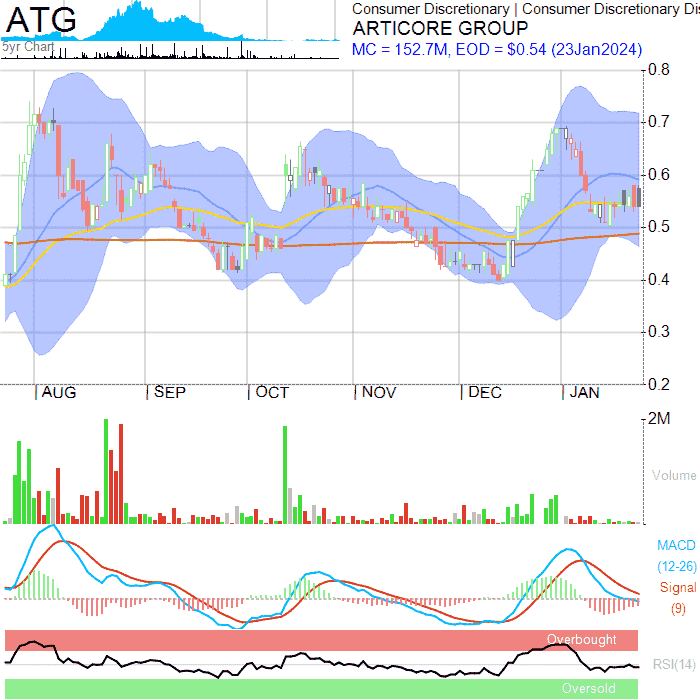 ATG
5yr Chart
Consumer Discretionary | Consumer Discretionary Dis
ARTICORE GROUP
MC = 152.7M, EOD = $0.54 (23Jan2024)
0.8
0.7
0.6
0.5
0.4
0.3
0.2
AUG SEP OCT NOV DEC JAN
2M
Volume
MACD
(12-26)
Signal
(9)
Overbought
RSI(14)
Oversold